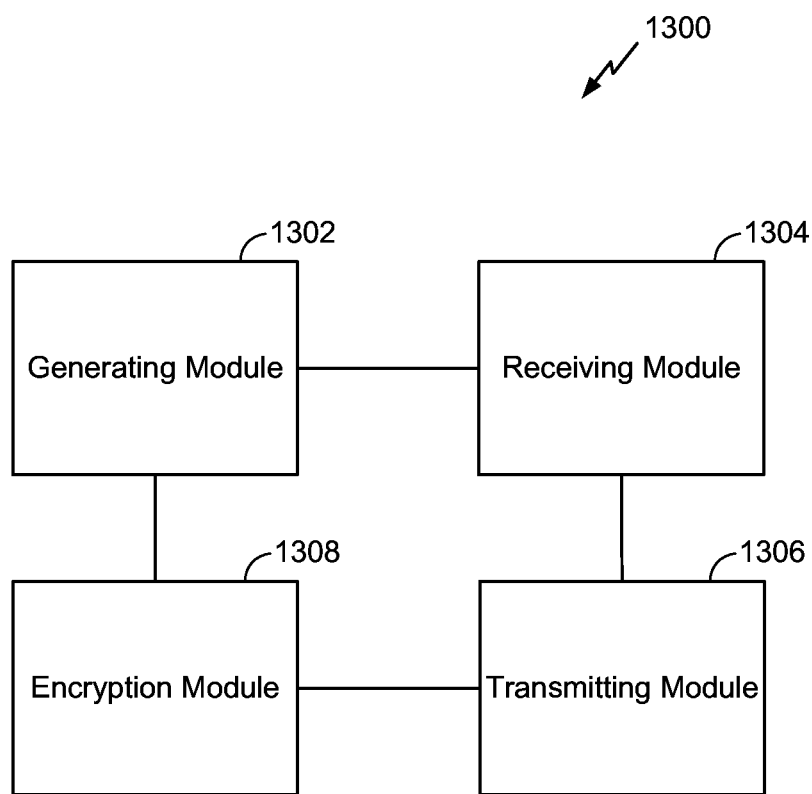 1300
1302
1304
Generating Module
Receiving Module
1308
1306
Encryption Module
Transmitting Module